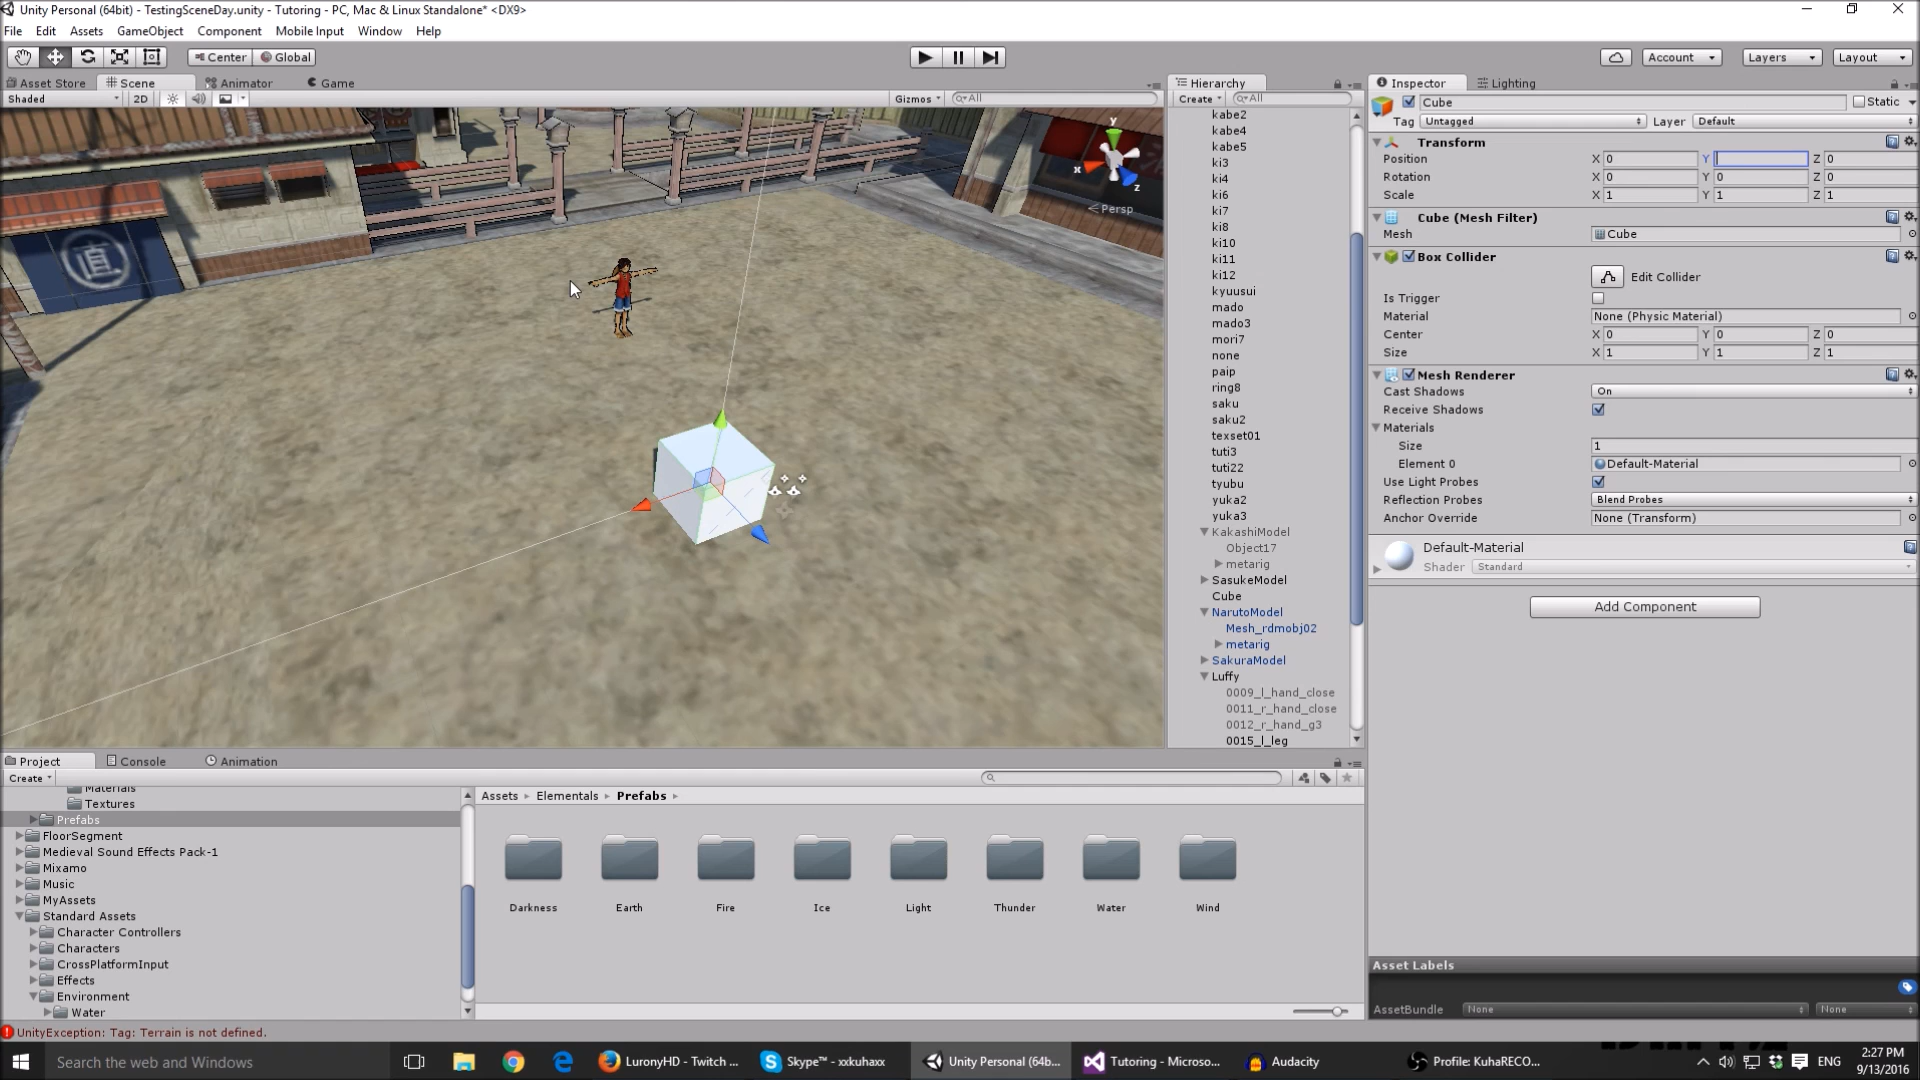 Unity Personal (64bit) - TestingSceneDay.unity - Tutoring - PC, Mac & Linux Standalone* <DX9>
File Edit Assets GameObject Component Mobile Input Window Help
Center Global Account Layers Layout
Asset Store Scene Animator Game
Shaded 2D Gizmos All
y
x
z
Persp
直
Hierarchy
Create All
kabe2
kabe4
kabe5
ki3
ki4
ki6
ki7
ki8
ki10
ki11
ki12
kyuusui
mado
mado3
mori7
none
paip
ring8
saku
saku2
texset01
tuti3
tuti22
tyubu
yuka2
yuka3
KakashiModel
Object17
metarig
SasukeModel
Cube
NarutoModel
Mesh_rdmobj02
metarig
SakuraModel
Luffy
0009_l_hand_close
0011_r_hand_close
0012_r_hand_g3
0015_l_leg
Inspector Lighting
Cube Static
Tag Untagged Layer Default
Transform
Position X 0 Y Z 0
Rotation X 0 Y 0 Z 0
Scale X 1 Y 1 Z 1
Cube (Mesh Filter)
Mesh Cube
Box Collider
Edit Collider
Is Trigger
Material None (Physic Material)
Center X 0 Y 0 Z 0
Size X 1 Y 1 Z 1
Mesh Renderer
Cast Shadows On
Receive Shadows
Materials
Size 1
Element 0 Default-Material
Use Light Probes
Reflection Probes Blend Probes
Anchor Override None (Transform)
Default-Material
Shader Standard
Add Component
Asset Labels
AssetBundle None None
Project Console Animation
Create
Materials
Textures
Prefabs
FloorSegment
Medieval Sound Effects Pack-1
Mixamo
Music
MyAssets
Standard Assets
Character Controllers
Characters
CrossPlatformInput
Effects
Environment
Water
Assets Elementals Prefabs
Darkness Earth Fire Ice Light Thunder Water Wind
UnityException: Tag: Terrain is not defined.
Search the web and Windows
LuronyHD - Twitch ...
Skype™ - xxkuhaxx
Unity Personal (64b...
Tutoring - Microso...
Audacity
Profile: KuhaRECO...
ENG
2:27 PM
9/13/2016